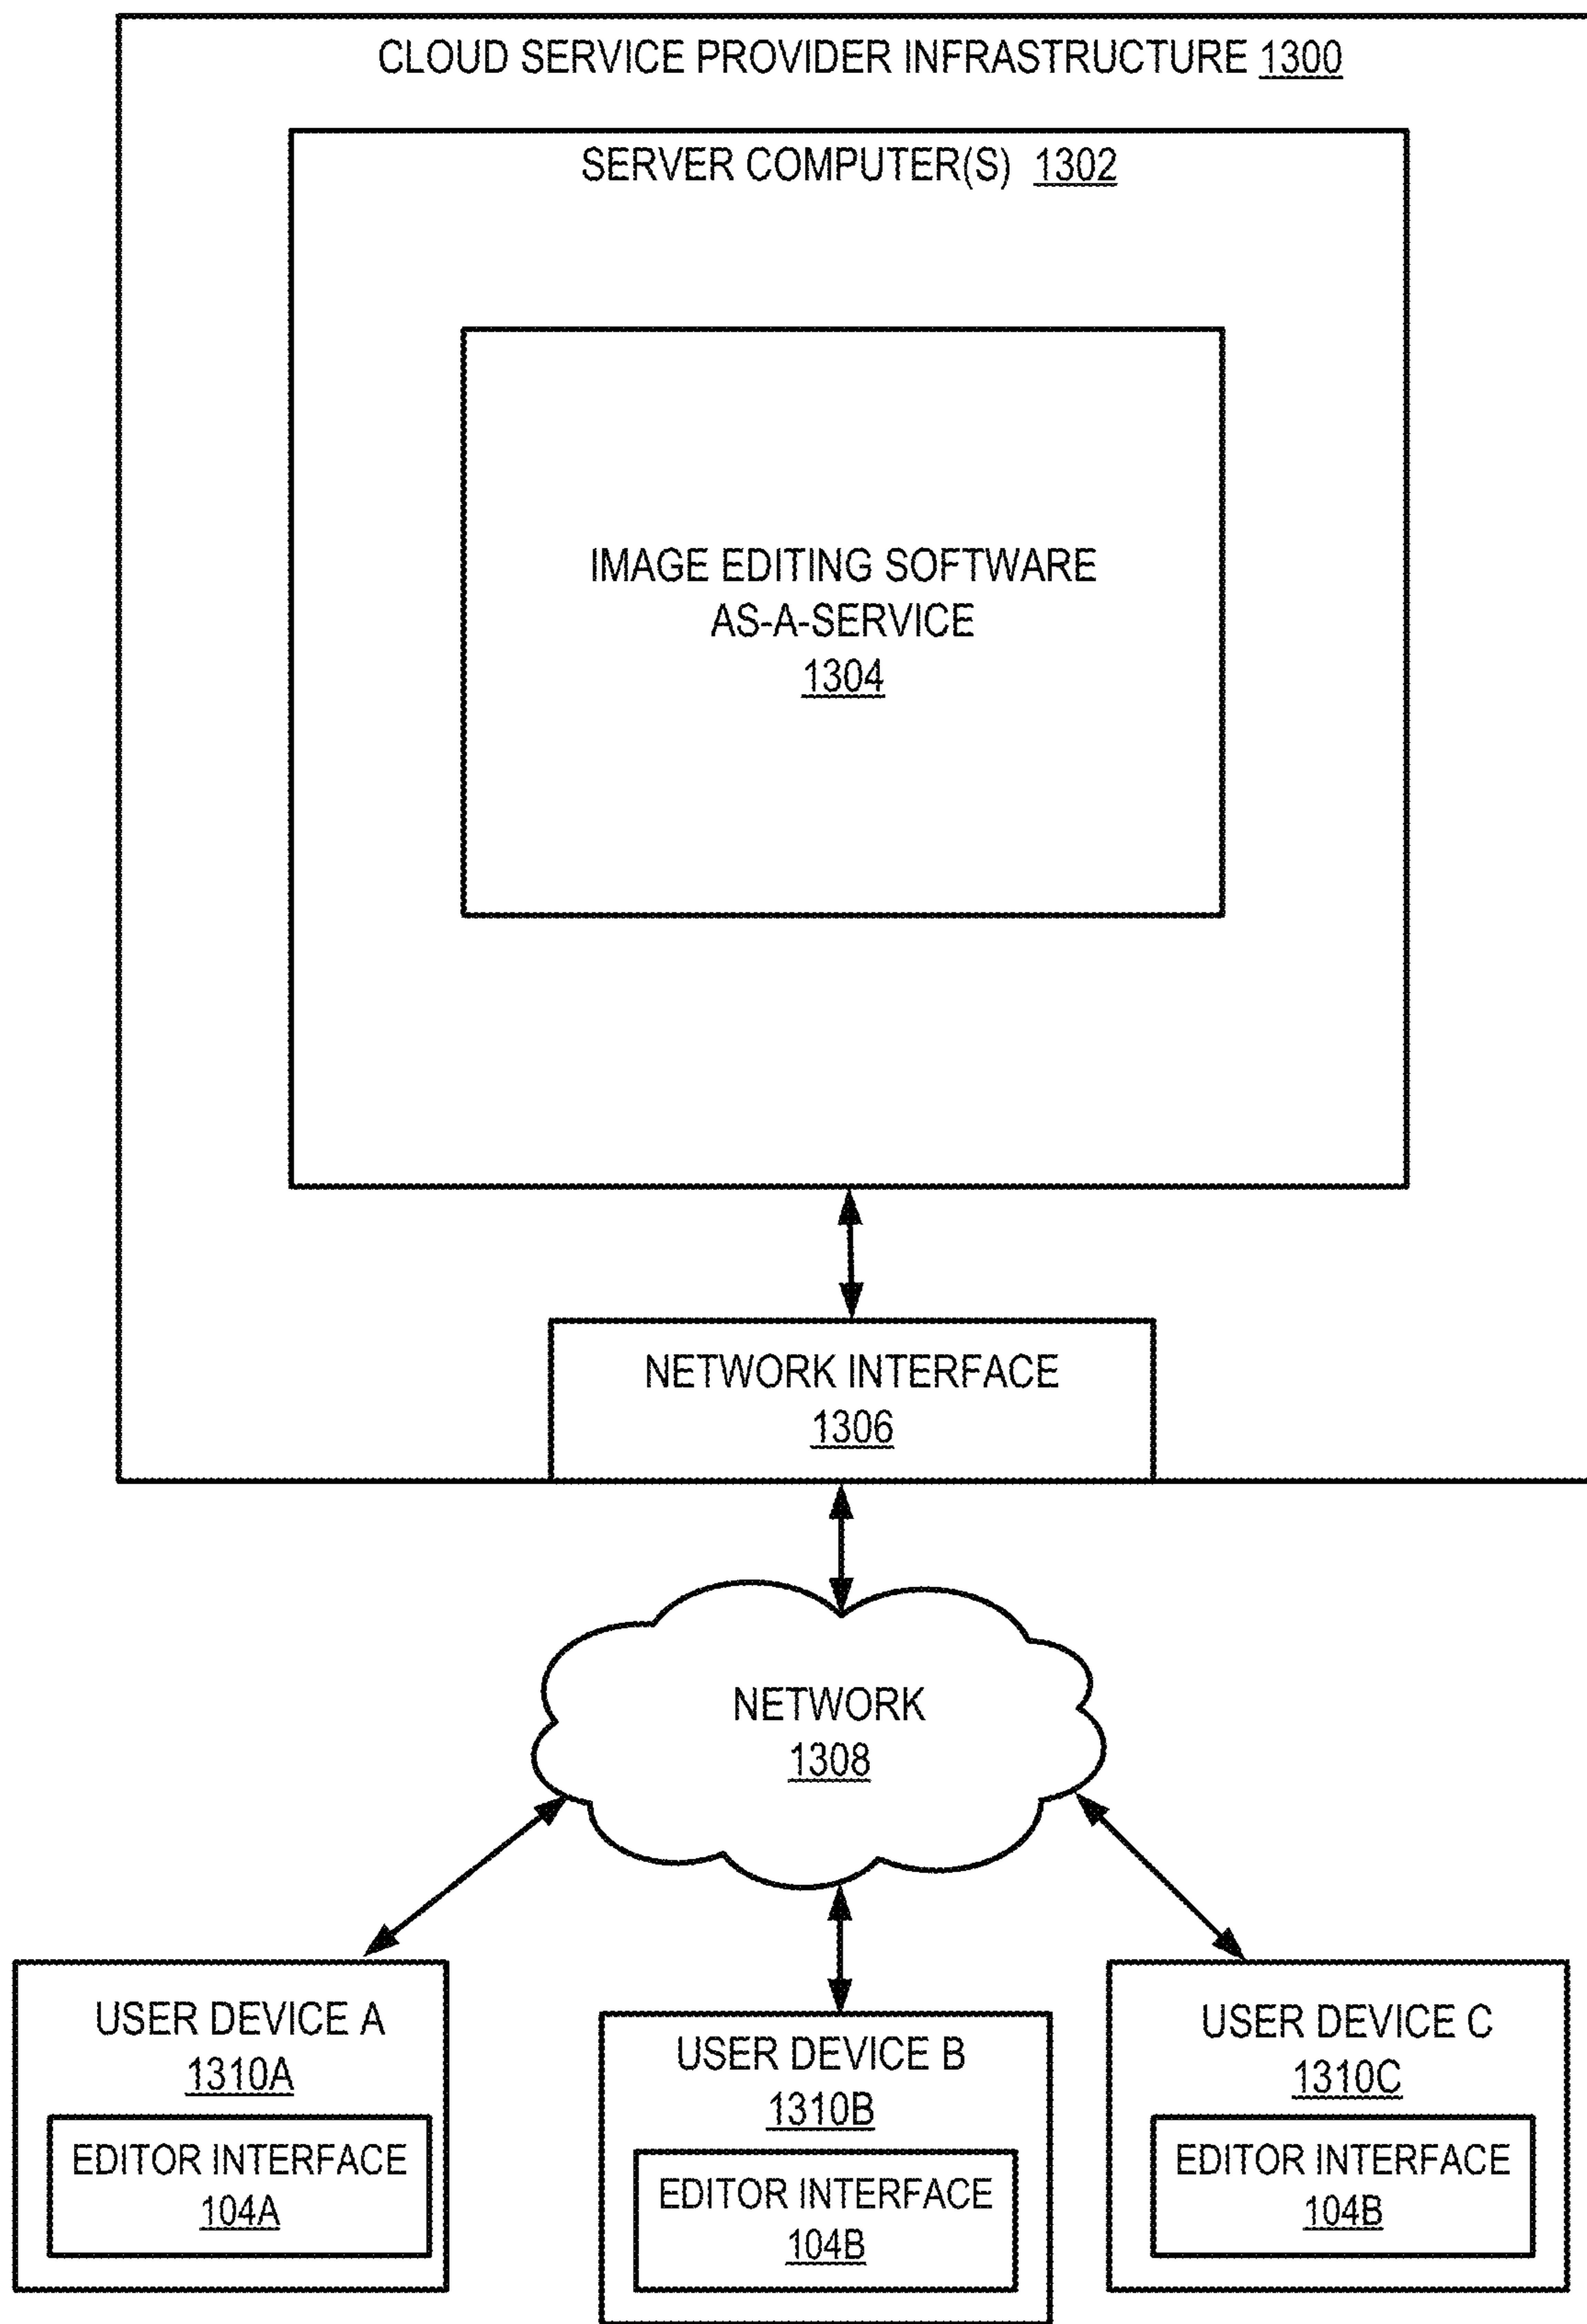 CLOUD SERVICE PROVIDER INFRASTRUCTURE 1300
SERVER COMPUTER(S) 1302
IMAGE EDITING SOFTWARE
AS-A-SERVICE
1304
NETWORK INTERFACE
1306
NETWORK
1308
USER DEVICE A
1310A
EDITOR INTERFACE
104A
USER DEVICE B
1310B
EDITOR INTERFACE
104B
USER DEVICE C
1310C
EDITOR INTERFACE
104B